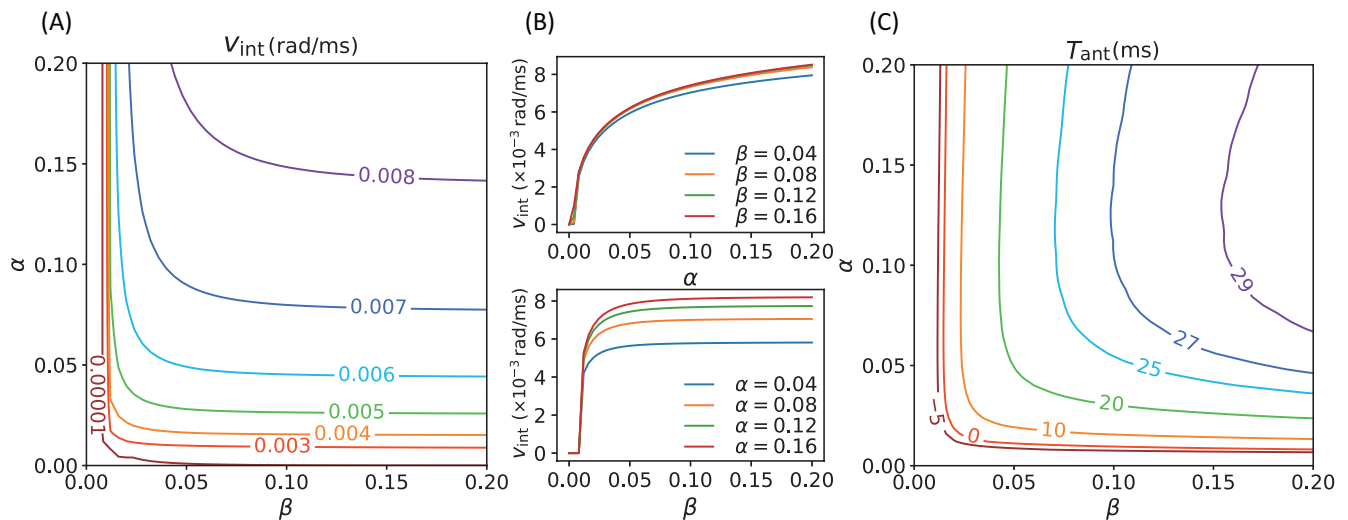 (A)
v_int (rad/ms)
0.20
0.15
0.10
0.05
0.00
α
0.008
0.007
0.006
0.005
0.004
0.003
0.00001
0.00 0.05 0.10 0.15 0.20
β
(B)
v_int (×10⁻³ rad/ms)
8
6
4
2
0
β = 0.04
β = 0.08
β = 0.12
β = 0.16
0.00 0.05 0.10 0.15 0.20
α
v_int (×10⁻³ rad/ms)
8
6
4
2
0
α = 0.04
α = 0.08
α = 0.12
α = 0.16
0.00 0.05 0.10 0.15 0.20
β
(C)
T_ant (ms)
0.20
0.15
0.10
0.05
0.00
α
29
27
25
20
10
0
−5
0.00 0.05 0.10 0.15 0.20
β